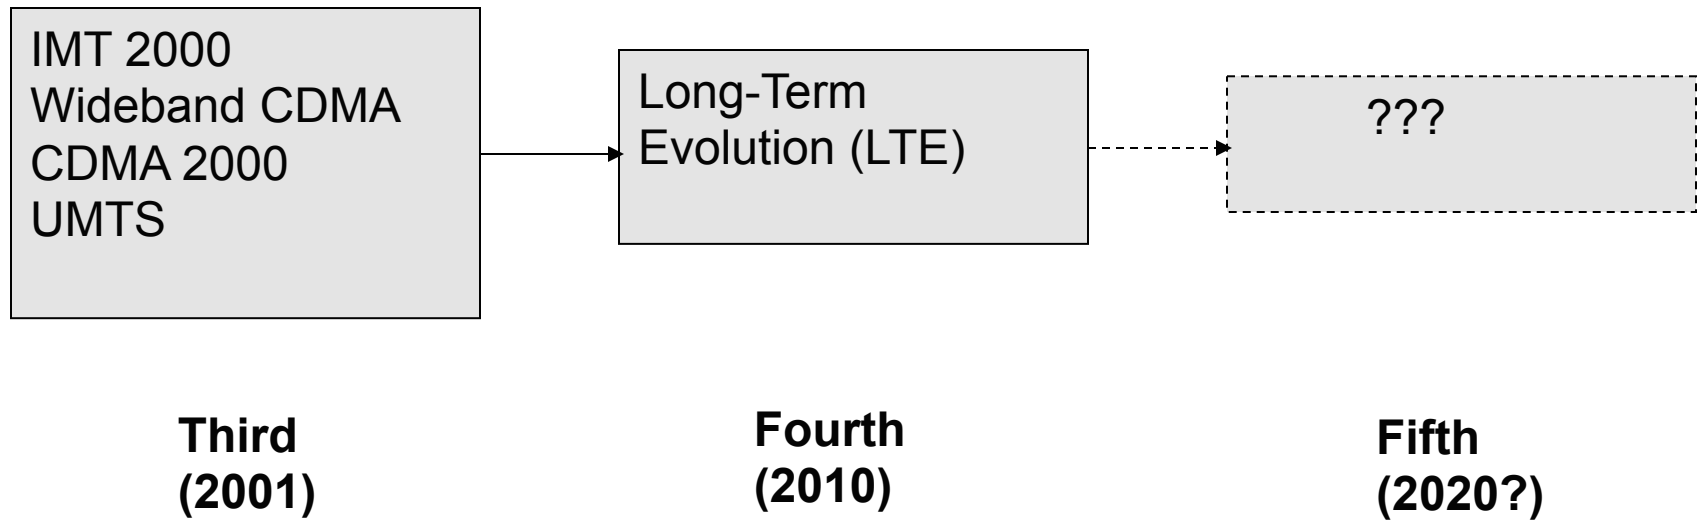 IMT 2000
Wideband CDMA
CDMA 2000
UMTS
Long-Term
Evolution (LTE)
???
Third
(2001)
Fourth
(2010)
Fifth
(2020?)